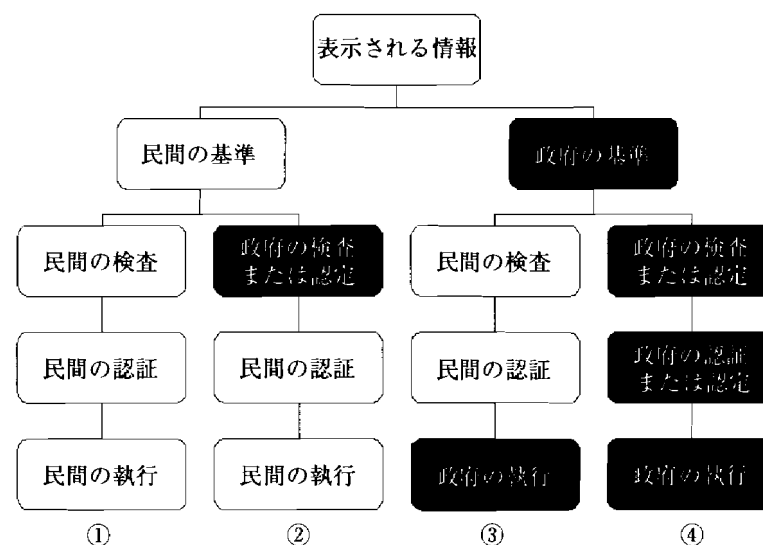 表示される情報
民間の基準
政府の基準
民間の検査
政府の検査
または認定
民間の検査
政府の検査
または認定
民間の認証
民間の認証
民間の認証
政府の認証
または認定
民間の執行
民間の執行
政府の執行
政府の執行
①
②
③
④